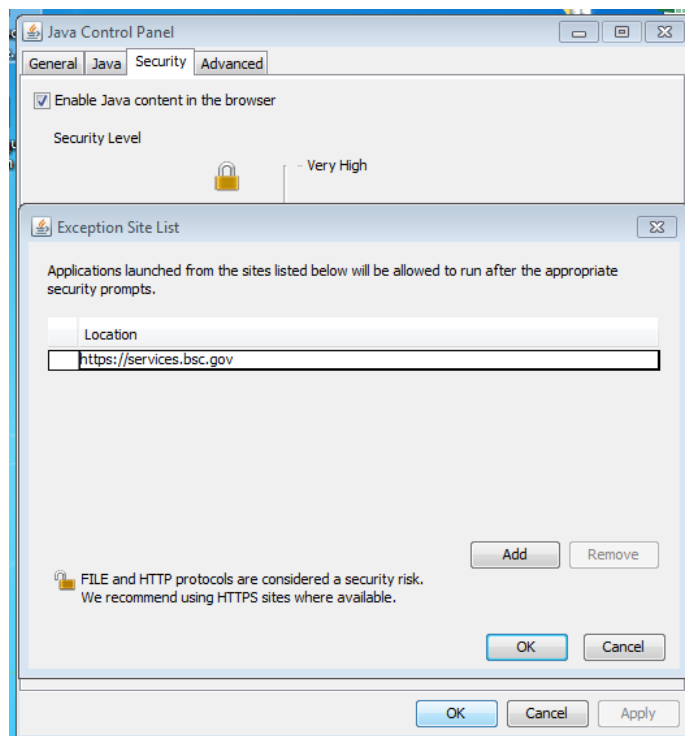 Java Control Panel
General Java Security Advanced
Enable Java content in the browser
Security Level
Very High
Exception Site List
Applications launched from the sites listed below will be allowed to run after the appropriate
security prompts.
Location
https://services.bsc.gov
Add Remove
FILE and HTTP protocols are considered a security risk.
We recommend using HTTPS sites where available.
OK Cancel
OK Cancel Apply